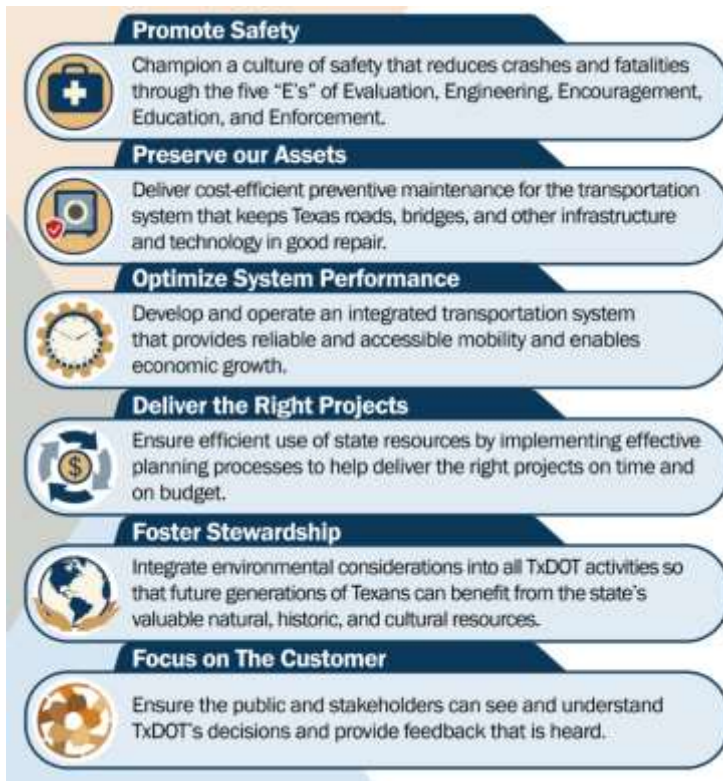 Promote Safety
Champion a culture of safety that reduces crashes and fatalities
through the five “E’s” of Evaluation, Engineering, Encouragement,
Education, and Enforcement.
Preserve our Assets
Deliver cost-efficient preventive maintenance for the transportation
system that keeps Texas roads, bridges, and other infrastructure
and technology in good repair.
Optimize System Performance
Develop and operate an integrated transportation system
that provides reliable and accessible mobility and enables
economic growth.
Deliver the Right Projects
Ensure efficient use of state resources by implementing effective
planning processes to help deliver the right projects on time and
on budget.
$
Foster Stewardship
Integrate environmental considerations into all TxDOT activities so
that future generations of Texans can benefit from the state’s
valuable natural, historic, and cultural resources.
Focus on The Customer
Ensure the public and stakeholders can see and understand
TxDOT’s decisions and provide feedback that is heard.